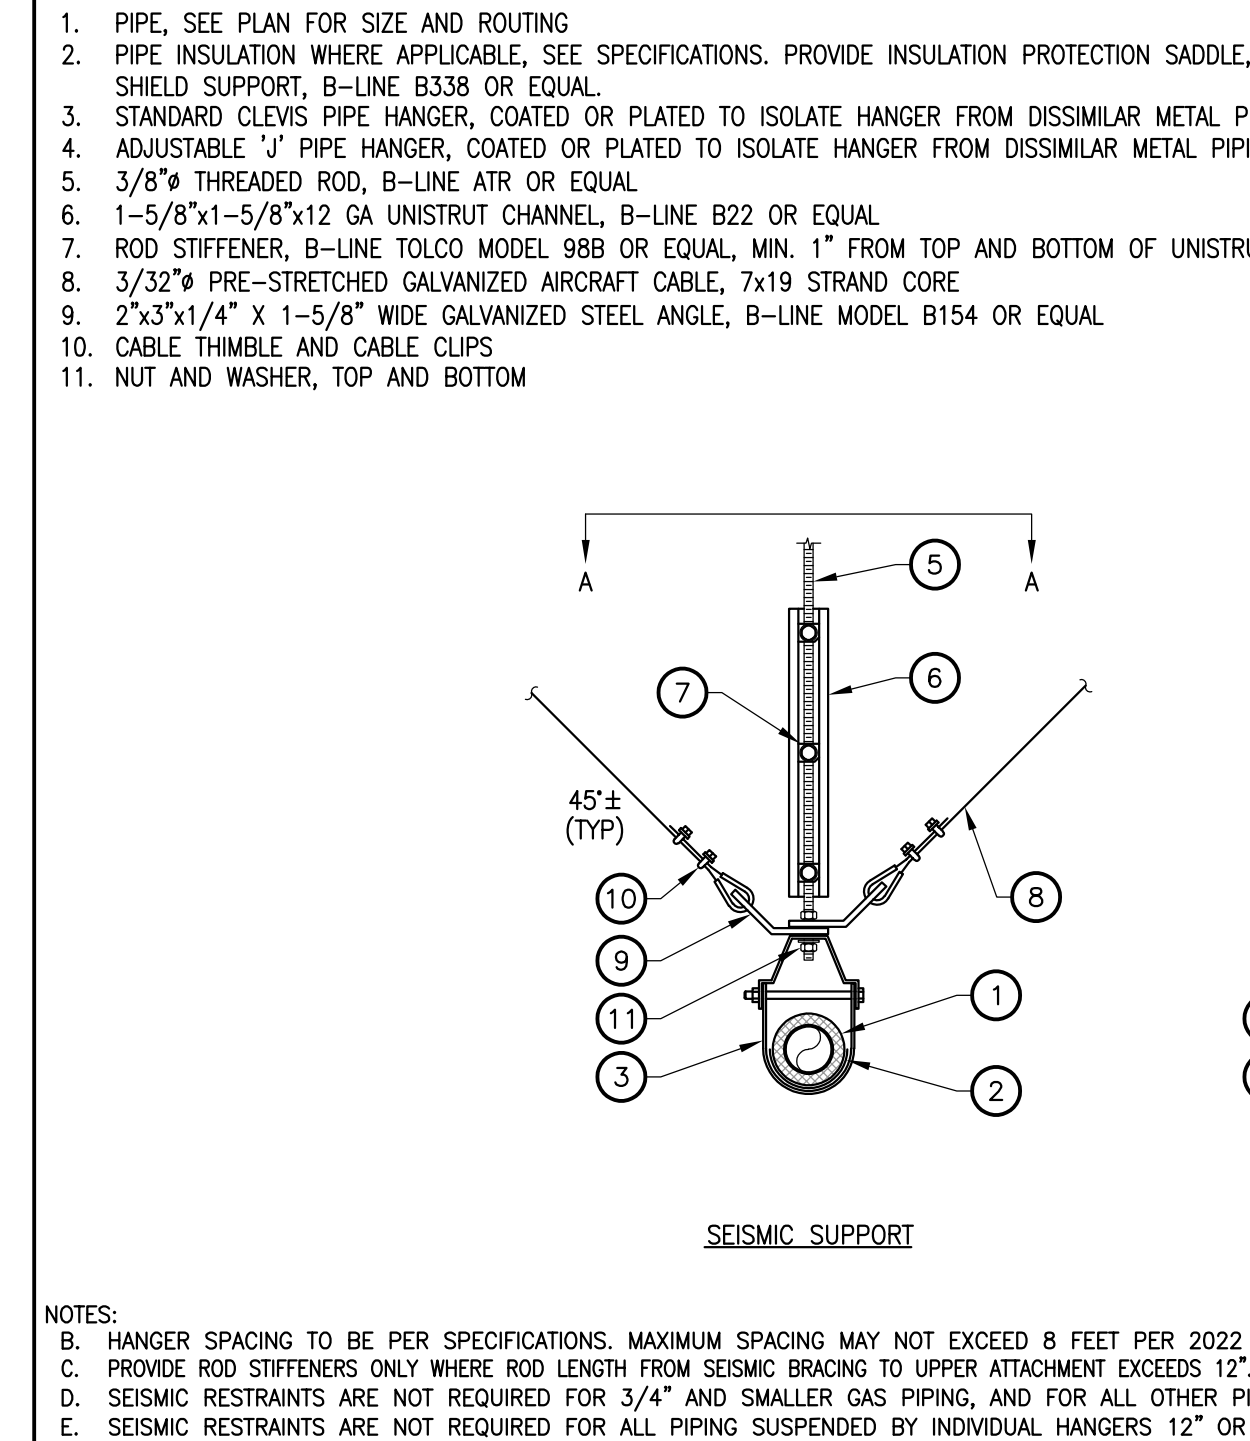 1. PIPE, SEE PLAN FOR SIZE AND ROUTING
2. PIPE INSULATION WHERE APPLICABLE, SEE SPECIFICATIONS. PROVIDE INSULATION PROTECTION SADDLE,
SHIELD SUPPORT, B-LINE B338 OR EQUAL.
3. STANDARD CLEVIS PIPE HANGER, COATED OR PLATED TO ISOLATE HANGER FROM DISSIMILAR METAL P
4. ADJUSTABLE 'J' PIPE HANGER, COATED OR PLATED TO ISOLATE HANGER FROM DISSIMILAR METAL PIPI
5. 3/8"ø THREADED ROD, B-LINE ATR OR EQUAL
6. 1-5/8"x1-5/8"x12 GA UNISTRUT CHANNEL, B-LINE B22 OR EQUAL
7. ROD STIFFENER, B-LINE TOLCO MODEL 98B OR EQUAL, MIN. 1" FROM TOP AND BOTTOM OF UNISTRU
8. 3/32"ø PRE-STRETCHED GALVANIZED AIRCRAFT CABLE, 7x19 STRAND CORE
9. 2"x3"x1/4" X 1-5/8" WIDE GALVANIZED STEEL ANGLE, B-LINE MODEL B154 OR EQUAL
10. CABLE THIMBLE AND CABLE CLIPS
11. NUT AND WASHER, TOP AND BOTTOM
A
A
5
6
7
45°±
(TYP)
10
8
9
11
1
3
2
SEISMIC SUPPORT
NOTES:
B. HANGER SPACING TO BE PER SPECIFICATIONS. MAXIMUM SPACING MAY NOT EXCEED 8 FEET PER 2022
C. PROVIDE ROD STIFFENERS ONLY WHERE ROD LENGTH FROM SEISMIC BRACING TO UPPER ATTACHMENT EXCEEDS 12".
D. SEISMIC RESTRAINTS ARE NOT REQUIRED FOR 3/4" AND SMALLER GAS PIPING, AND FOR ALL OTHER PI
E. SEISMIC RESTRAINTS ARE NOT REQUIRED FOR ALL PIPING SUSPENDED BY INDIVIDUAL HANGERS 12" OR